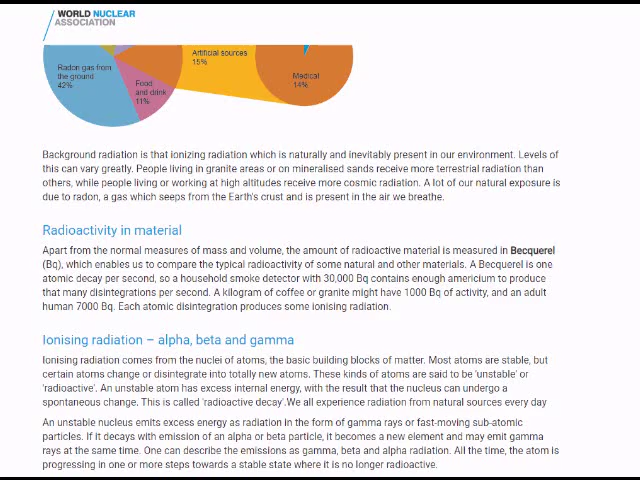 WORLD NUCLEAR
ASSOCIATION
Artificial sources
15%
Radon gas from
the ground
42%
Food
and drink
11%
Medical
14%
Background radiation is that ionizing radiation which is naturally and inevitably present in our environment. Levels of
this can vary greatly. People living in granite areas or on mineralised sands receive more terrestrial radiation than
others, while people living or working at high altitudes receive more cosmic radiation. A lot of our natural exposure is
due to radon, a gas which seeps from the Earth's crust and is present in the air we breathe.
Radioactivity in material
Apart from the normal measures of mass and volume, the amount of radioactive material is measured in Becquerel
(Bq), which enables us to compare the typical radioactivity of some natural and other materials. A Becquerel is one
atomic decay per second, so a household smoke detector with 30,000 Bq contains enough americium to produce
that many disintegrations per second. A kilogram of coffee or granite might have 1000 Bq of activity, and an adult
human 7000 Bq. Each atomic disintegration produces some ionising radiation.
Ionising radiation – alpha, beta and gamma
Ionising radiation comes from the nuclei of atoms, the basic building blocks of matter. Most atoms are stable, but
certain atoms change or disintegrate into totally new atoms. These kinds of atoms are said to be 'unstable' or
'radioactive'. An unstable atom has excess internal energy, with the result that the nucleus can undergo a
spontaneous change. This is called 'radioactive decay'.We all experience radiation from natural sources every day
An unstable nucleus emits excess energy as radiation in the form of gamma rays or fast-moving sub-atomic
particles. If it decays with emission of an alpha or beta particle, it becomes a new element and may emit gamma
rays at the same time. One can describe the emissions as gamma, beta and alpha radiation. All the time, the atom is
progressing in one or more steps towards a stable state where it is no longer radioactive.